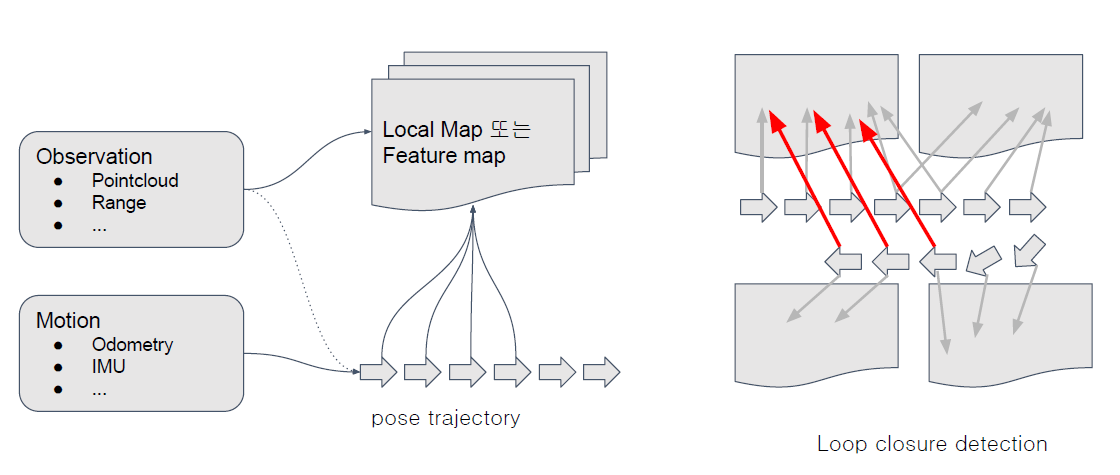 Observation
● Pointcloud
● Range
● ...
Motion
● Odometry
● IMU
● ...
Local Map 또는
Feature map
pose trajectory
Loop closure detection